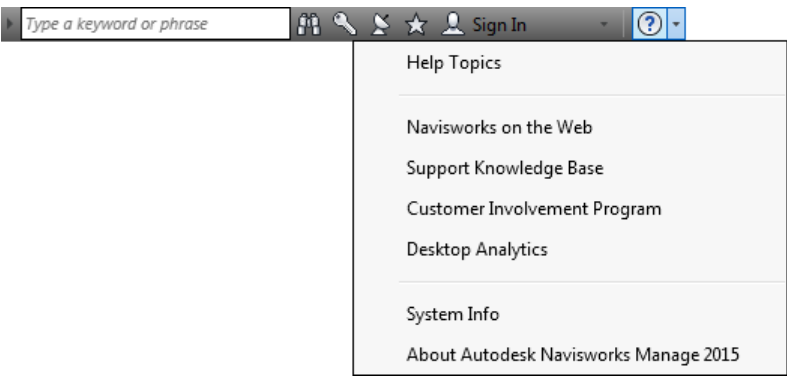 Type a keyword or phrase Sign In ?
Help Topics
Navisworks on the Web
Support Knowledge Base
Customer Involvement Program
Desktop Analytics
System Info
About Autodesk Navisworks Manage 2015